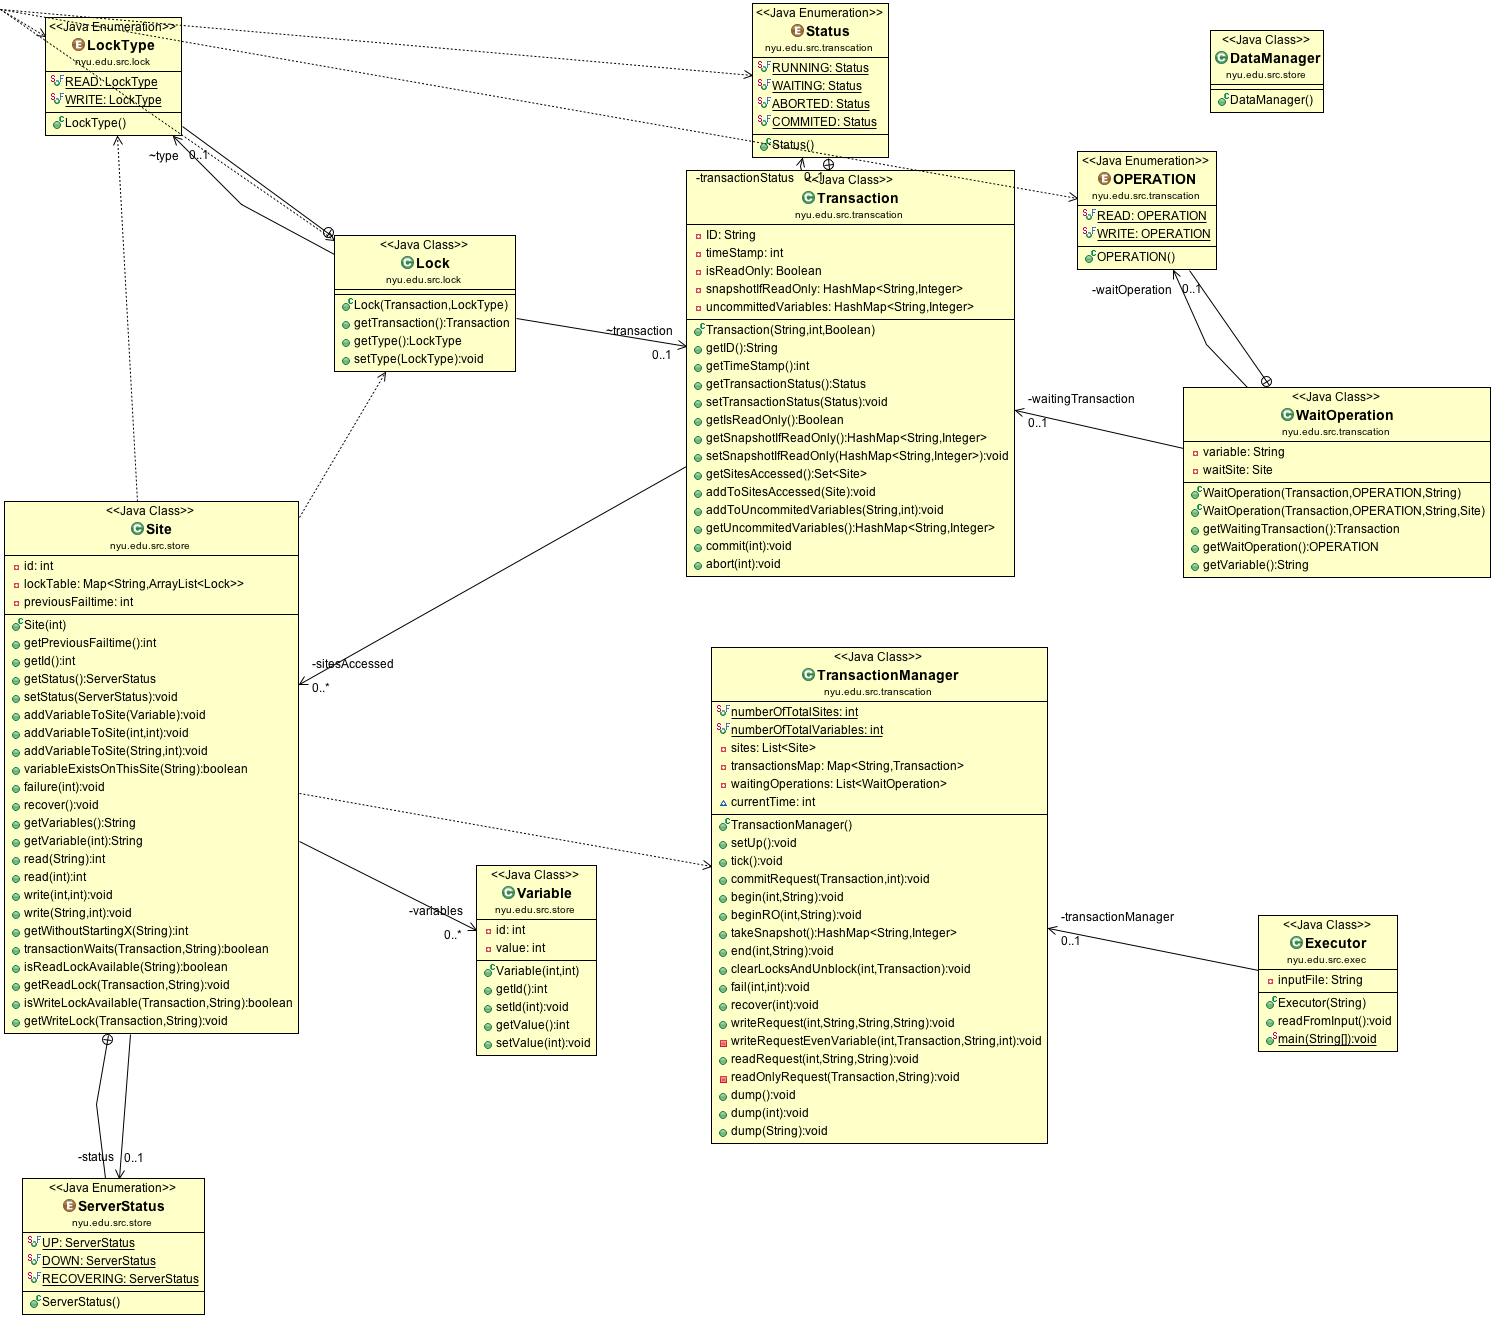 <<Java Enumeration>>
LockType
nyu.edu.src.lock
READ: LockType
WRITE: LockType
LockType()
~type
0..1
<<Java Enumeration>>
Status
nyu.edu.src.transcation
RUNNING: Status
WAITING: Status
ABORTED: Status
COMMITED: Status
Status()
-transactionStatus
0..1
<<Java Class>>
DataManager
nyu.edu.src.store
DataManager()
<<Java Enumeration>>
OPERATION
nyu.edu.src.transcation
READ: OPERATION
WRITE: OPERATION
OPERATION()
-waitOperation
0..1
<<Java Class>>
Lock
nyu.edu.src.lock
Lock(Transaction,LockType)
getTransaction():Transaction
getType():LockType
setType(LockType):void
~transaction
0..1
<<Java Class>>
Transaction
nyu.edu.src.transcation
ID: String
timeStamp: int
isReadOnly: Boolean
snapshotIfReadOnly: HashMap<String,Integer>
uncommittedVariables: HashMap<String,Integer>
Transaction(String,int,Boolean)
getID():String
getTimeStamp():int
getTransactionStatus():Status
setTransactionStatus(Status):void
getIsReadOnly():Boolean
getSnapshotIfReadOnly():HashMap<String,Integer>
setSnapshotIfReadOnly(HashMap<String,Integer>):void
getSitesAccessed():Set<Site>
addToSitesAccessed(Site):void
addToUncommitedVariables(String,int):void
getUncommitedVariables():HashMap<String,Integer>
commit(int):void
abort(int):void
-waitingTransaction
0..1
<<Java Class>>
WaitOperation
nyu.edu.src.transcation
variable: String
waitSite: Site
WaitOperation(Transaction,OPERATION,String)
WaitOperation(Transaction,OPERATION,String,Site)
getWaitingTransaction():Transaction
getWaitOperation():OPERATION
getVariable():String
<<Java Class>>
Site
nyu.edu.src.store
id: int
lockTable: Map<String,ArrayList<Lock>>
previousFailtime: int
Site(int)
getPreviousFailtime():int
getId():int
getStatus():ServerStatus
setStatus(ServerStatus):void
addVariableToSite(Variable):void
addVariableToSite(int,int):void
addVariableToSite(String,int):void
variableExistsOnThisSite(String):boolean
failure(int):void
recover():void
getVariables():String
getVariable(int):String
read(String):int
read(int):int
write(int,int):void
write(String,int):void
getWithoutStartingX(String):int
transactionWaits(Transaction,String):boolean
isReadLockAvailable(String):boolean
getReadLock(Transaction,String):void
isWriteLockAvailable(Transaction,String):boolean
getWriteLock(Transaction,String):void
-sitesAccessed
0..*
-variables
0..*
<<Java Class>>
Variable
nyu.edu.src.store
id: int
value: int
Variable(int,int)
getId():int
setId(int):void
getValue():int
setValue(int):void
<<Java Class>>
TransactionManager
nyu.edu.src.transcation
numberOfTotalSites: int
numberOfTotalVariables: int
sites: List<Site>
transactionsMap: Map<String,Transaction>
waitingOperations: List<WaitOperation>
currentTime: int
TransactionManager()
setUp():void
tick():void
commitRequest(Transaction,int):void
begin(int,String):void
beginRO(int,String):void
takeSnapshot():HashMap<String,Integer>
end(int,String):void
clearLocksAndUnblock(int,Transaction):void
fail(int,int):void
recover(int):void
writeRequest(int,String,String,String):void
writeRequestEvenVariable(int,Transaction,String,int):void
readRequest(int,String,String):void
readOnlyRequest(Transaction,String):void
dump():void
dump(int):void
dump(String):void
-transactionManager
0..1
<<Java Class>>
Executor
nyu.edu.src.exec
inputFile: String
Executor(String)
readFromInput():void
main(String[]):void
-status
0..1
<<Java Enumeration>>
ServerStatus
nyu.edu.src.store
UP: ServerStatus
DOWN: ServerStatus
RECOVERING: ServerStatus
ServerStatus()